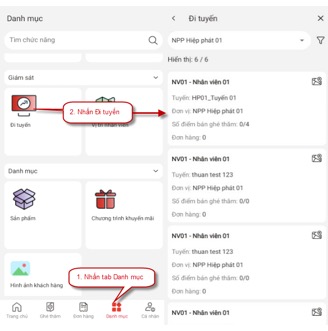 Danh mục
Tìm chức năng
Giám sát
Đi tuyến
Vị trí nhân viên
2. Nhấn Đi tuyến
Danh mục
Sản phẩm
Chương trình khuyến mãi
Hình ảnh khách hàng
1. Nhấn tab Danh mục
Trang chủ
Ghé thăm
Đơn hàng
Danh mục
Cá nhân
Đi tuyến
NPP Hiệp phát 01
Hiển thị: 6 / 6
NV01 - Nhân viên 01
Tuyến: HP01_Tuyến 01
Đơn vị: NPP Hiệp phát 01
Số điểm bán ghé thăm: 0/4
Đơn hàng: 0
NV01 - Nhân viên 01
Tuyến: thuan test 123
Đơn vị: NPP Hiệp phát 01
Số điểm bán ghé thăm: 0/0
Đơn hàng: 0
NV01 - Nhân viên 01
Tuyến: thuan test 123
Đơn vị: NPP Hiệp phát 01
Số điểm bán ghé thăm: 0/0
Đơn hàng: 0
NV01 - Nhân viên 01